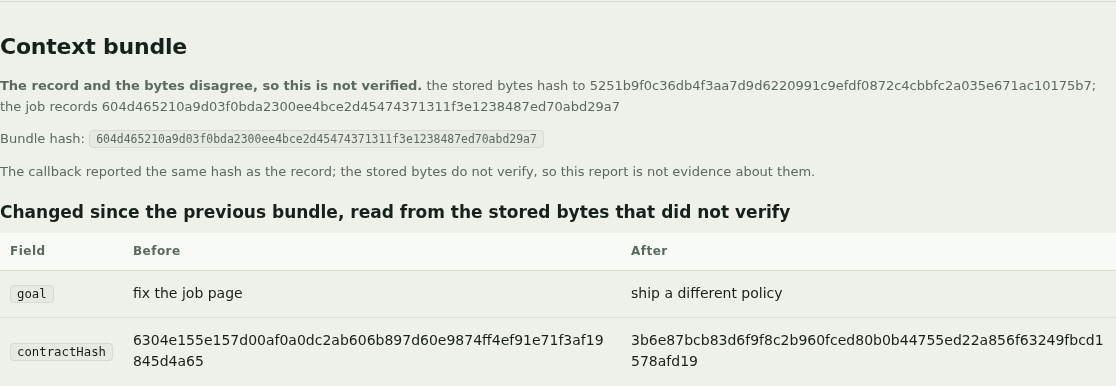 Context bundle
The record and the bytes disagree, so this is not verified. the stored bytes hash to 5251b9f0c36db4f3aa7d9d6220991c9efdf0872c4cbbfc2a035e671ac10175b7;
the job records 604d465210a9d03f0bda2300ee4bce2d45474371311f3e1238487ed70abd29a7
Bundle hash: 604d465210a9d03f0bda2300ee4bce2d45474371311f3e1238487ed70abd29a7
The callback reported the same hash as the record; the stored bytes do not verify, so this report is not evidence about them.
Changed since the previous bundle, read from the stored bytes that did not verify
Field Before After
goal fix the job page ship a different policy
contractHash 6304e155e157d00af0a0dc2ab606b897d60e9874ff4ef91e71f3af19 3b6e87bcb83d6f9f8c2b960fced80b0b44755ed22a856f63249fbcd1
845d4a65 578afd19